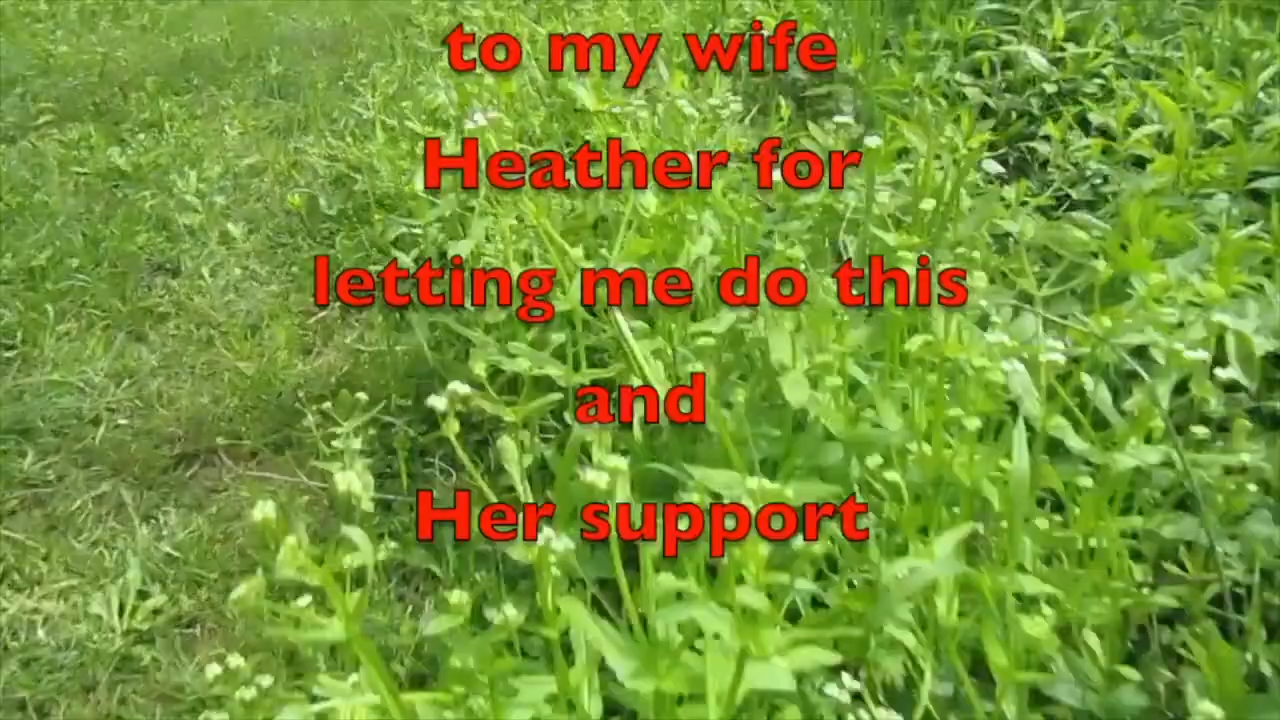 to my wife
Heather for
letting me do this
and
Her support